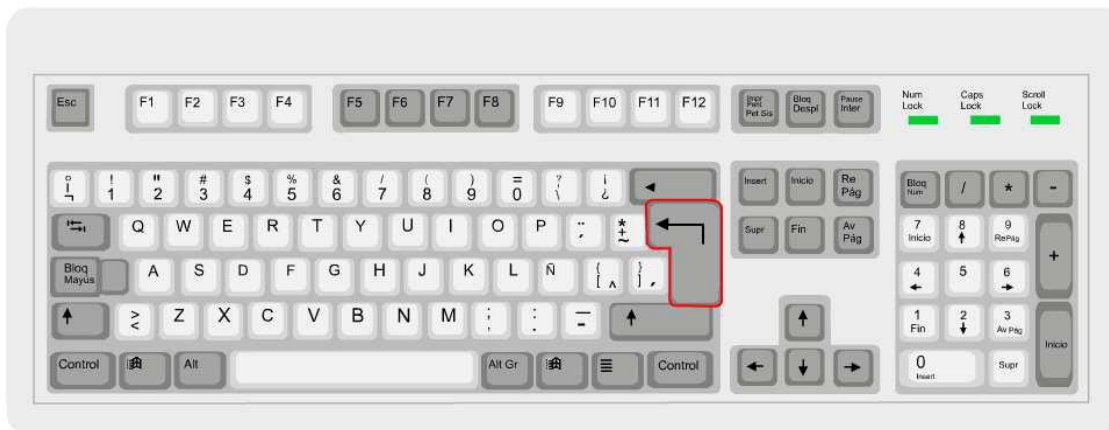 Esc F1 F2 F3 F4 F5 F6 F7 F8 F9 F10 F11 F12
Impr
Pant
Pet Sis
Bloq
Despl
Pause
Inter
Num
Lock
Caps
Lock
Scroll
Lock
° | ¬ ! 1 " 2 # 3 $ 4 % 5 & 6 / 7 ( 8 ) 9 = 0 ? \ ¡ ¿
Q W E R T Y U I O P ¨ ; * + ~
Bloq
Mayus
A S D F G H J K L Ñ { [ ^ } ] ,
> < Z X C V B N M ; , : . _ -
Control Alt Alt Gr Control
Insert Inicio Re
Pág
Supr Fin Av
Pág
Bloq
Num
/ * -
7
Inicio
8
9
RePág
+
4 5 6
1
Fin
2
3
Av Pág
Inicio
0
Insert
Supr